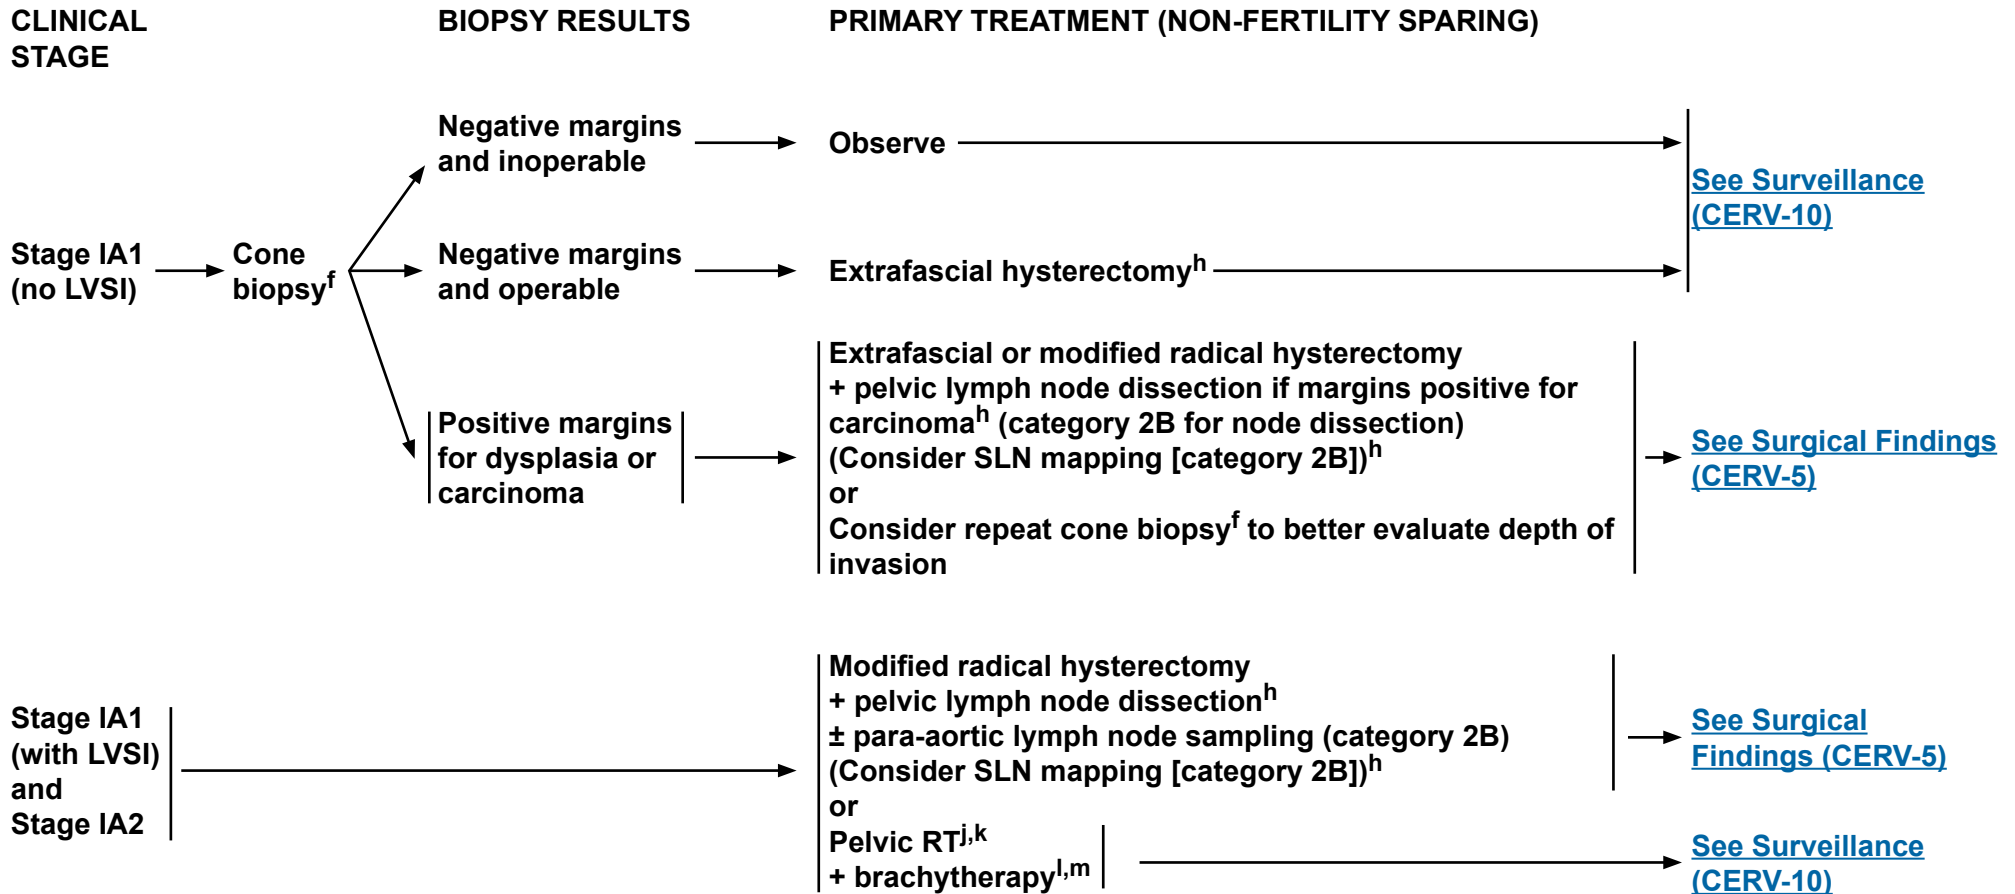 CLINICAL
STAGE
BIOPSY RESULTS
PRIMARY TREATMENT (NON-FERTILITY SPARING)
Stage IA1
(no LVSI)
Cone
biopsyf
Negative margins
and inoperable
Observe
See Surveillance
(CERV-10)
Negative margins
and operable
Extrafascial hysterectomyh
Positive margins
for dysplasia or
carcinoma
Extrafascial or modified radical hysterectomy
+ pelvic lymph node dissection if margins positive for
carcinomah (category 2B for node dissection)
(Consider SLN mapping [category 2B])h
or
Consider repeat cone biopsyf to better evaluate depth of
invasion
See Surgical Findings
(CERV-5)
Stage IA1
(with LVSI)
and
Stage IA2
Modified radical hysterectomy
+ pelvic lymph node dissectionh
± para-aortic lymph node sampling (category 2B)
(Consider SLN mapping [category 2B])h
or
Pelvic RTj,k
+ brachytherapyl,m
See Surgical
Findings (CERV-5)
See Surveillance
(CERV-10)